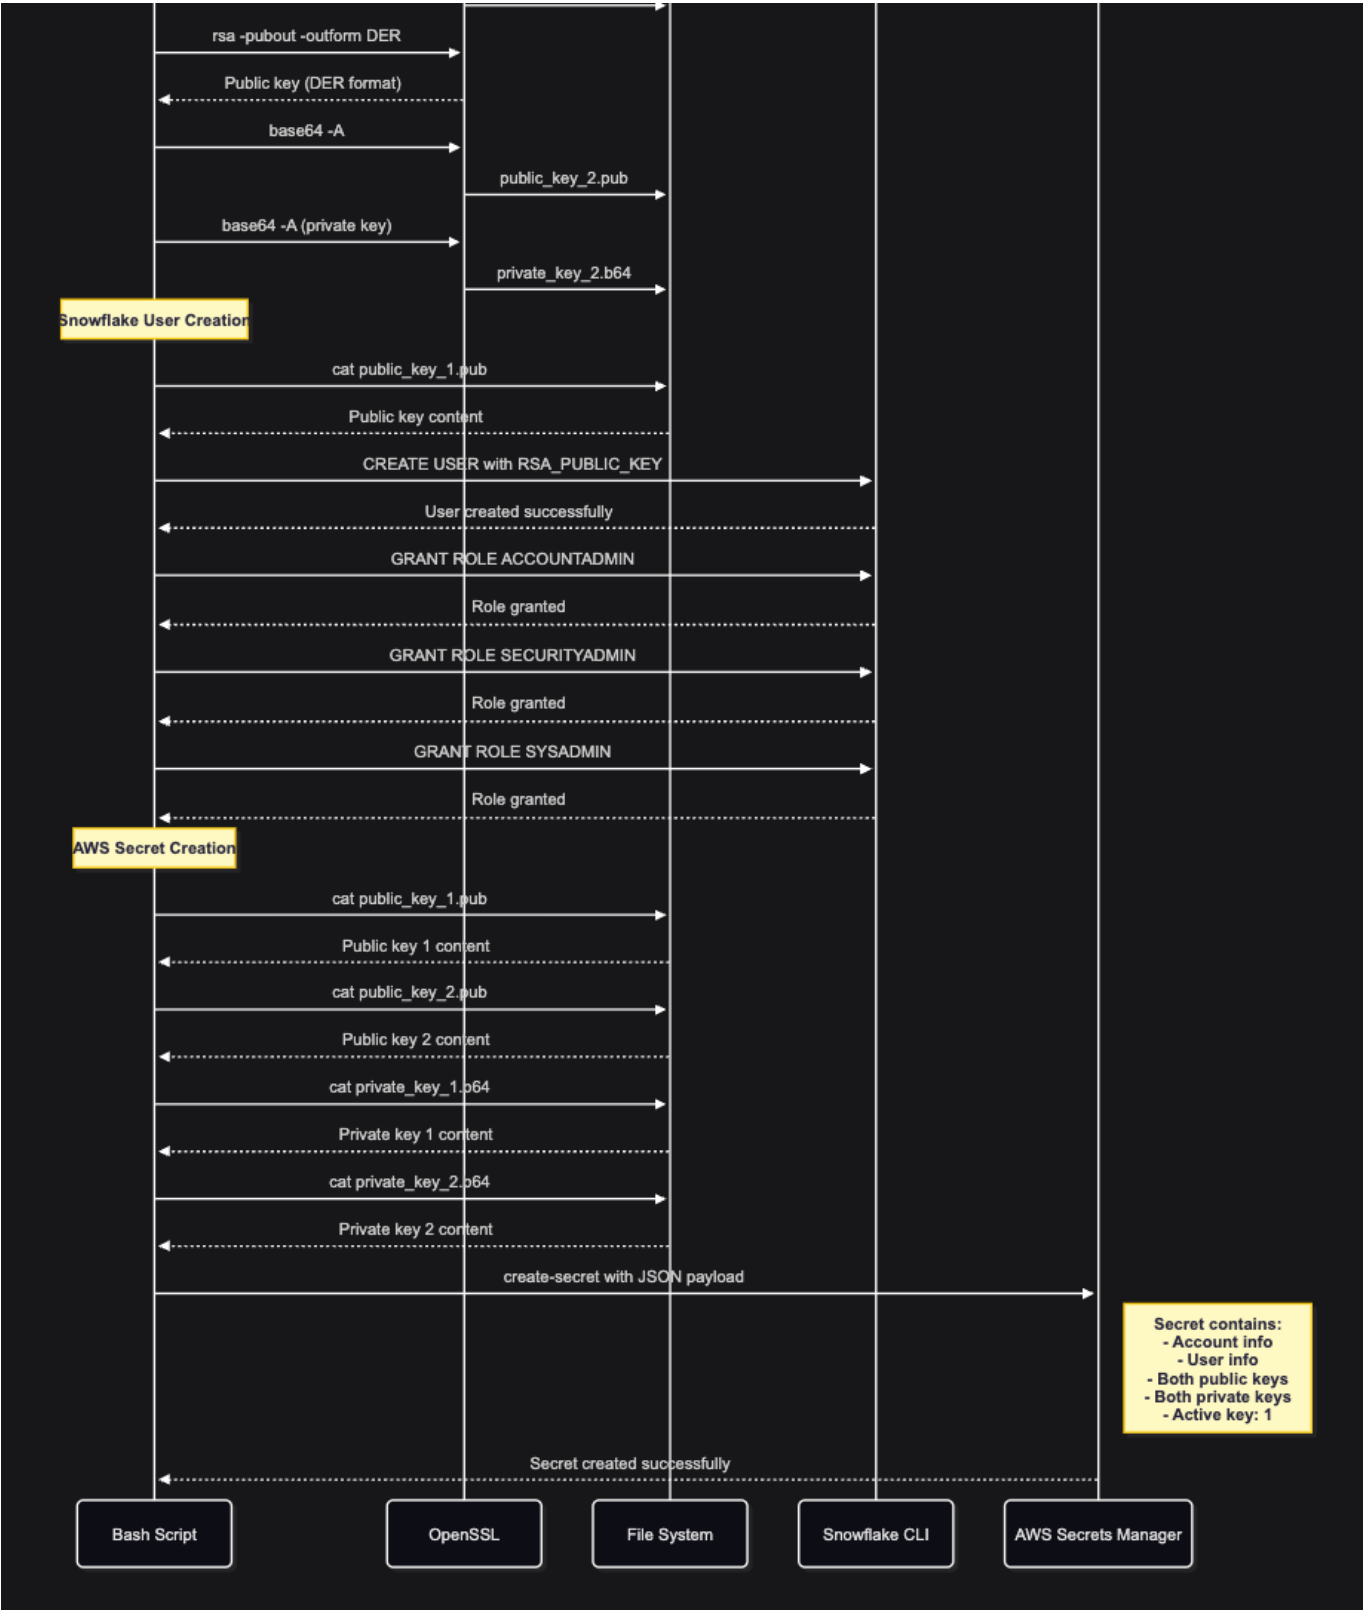 rsa -pubout -outform DER
Public key (DER format)
base64 -A
public_key_2.pub
base64 -A (private key)
private_key_2.b64
Snowflake User Creation
cat public_key_1.pub
Public key content
CREATE USER with RSA_PUBLIC_KEY
User created successfully
GRANT ROLE ACCOUNTADMIN
Role granted
GRANT ROLE SECURITYADMIN
Role granted
GRANT ROLE SYSADMIN
Role granted
AWS Secret Creation
cat public_key_1.pub
Public key 1 content
cat public_key_2.pub
Public key 2 content
cat private_key_1.b64
Private key 1 content
cat private_key_2.b64
Private key 2 content
create-secret with JSON payload
Secret contains:
- Account info
- User info
- Both public keys
- Both private keys
- Active key: 1
Secret created successfully
Bash Script
OpenSSL
File System
Snowflake CLI
AWS Secrets Manager